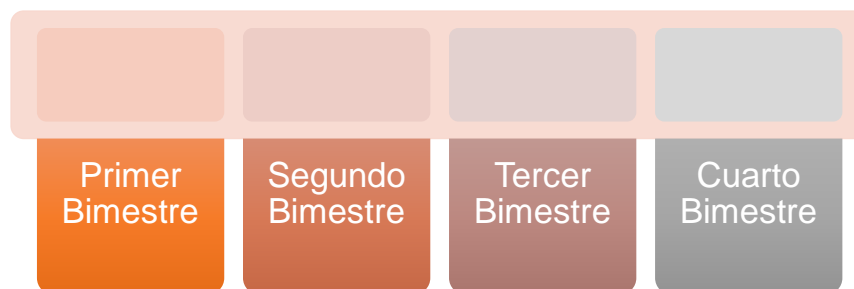 Primer
Bimestre
Segundo
Bimestre
Tercer
Bimestre
Cuarto
Bimestre